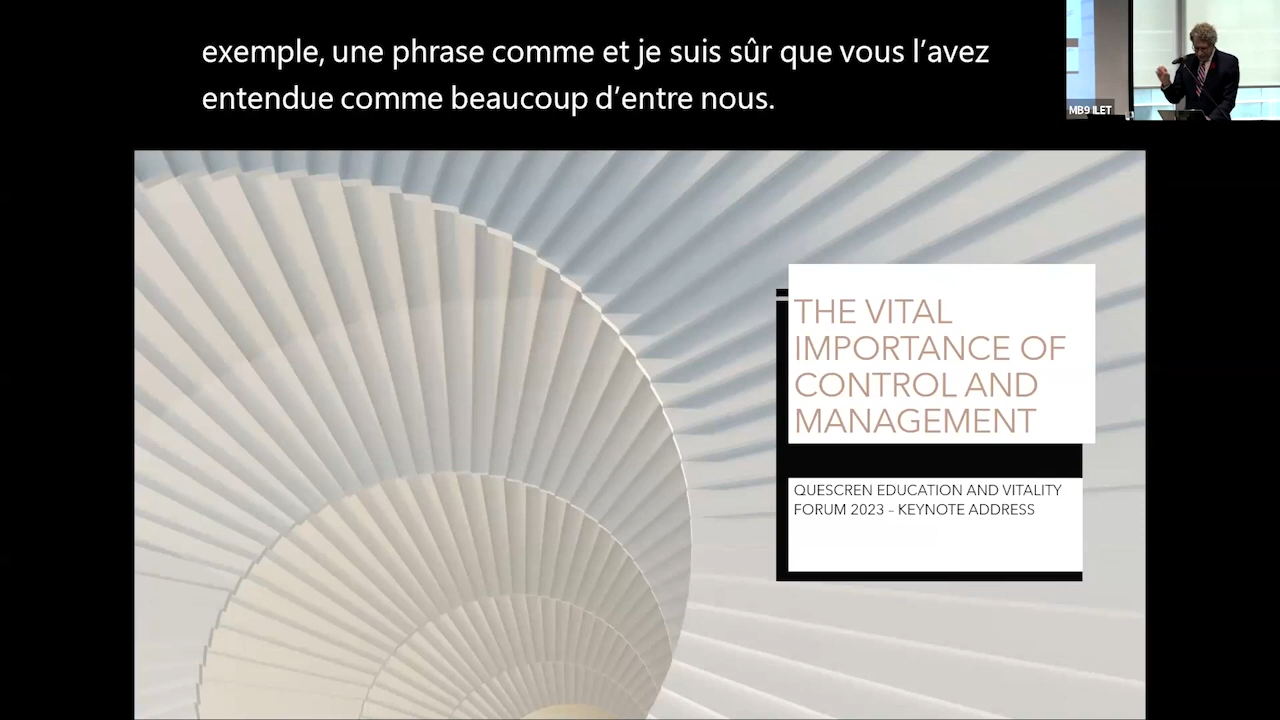 exemple, une phrase comme et je suis sûr que vous l’avez
entendue comme beaucoup d’entre nous.
MB9 ILET
THE VITAL
IMPORTANCE OF
CONTROL AND
MANAGEMENT
QUESCREN EDUCATION AND VITALITY
FORUM 2023 – KEYNOTE ADDRESS